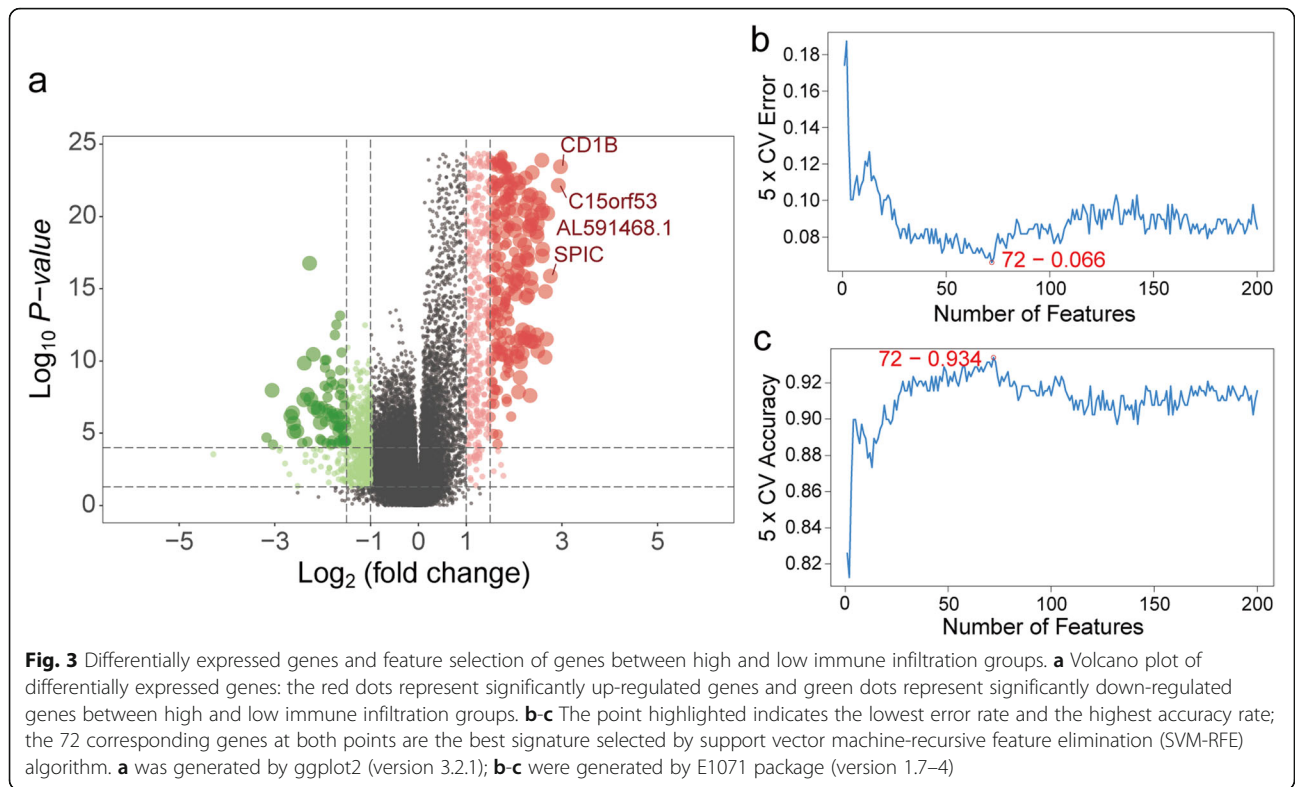 a
Log10 P-value
25
20
15
10
5
0
CD1B
C15orf53
AL591468.1
SPIC
−5 −3 −1 0 1 3 5
Log2 (fold change)
b
5 x CV Error
0.18
0.16
0.14
0.12
0.10
0.08
72 − 0.066
0 50 100 150 200
Number of Features
c
5 x CV Accuracy
72 − 0.934
0.92
0.90
0.88
0.86
0.84
0.82
0 50 100 150 200
Number of Features
Fig. 3 Differentially expressed genes and feature selection of genes between high and low immune infiltration groups. a Volcano plot of
differentially expressed genes: the red dots represent significantly up-regulated genes and green dots represent significantly down-regulated
genes between high and low immune infiltration groups. b-c The point highlighted indicates the lowest error rate and the highest accuracy rate;
the 72 corresponding genes at both points are the best signature selected by support vector machine-recursive feature elimination (SVM-RFE)
algorithm. a was generated by ggplot2 (version 3.2.1); b-c were generated by E1071 package (version 1.7–4)